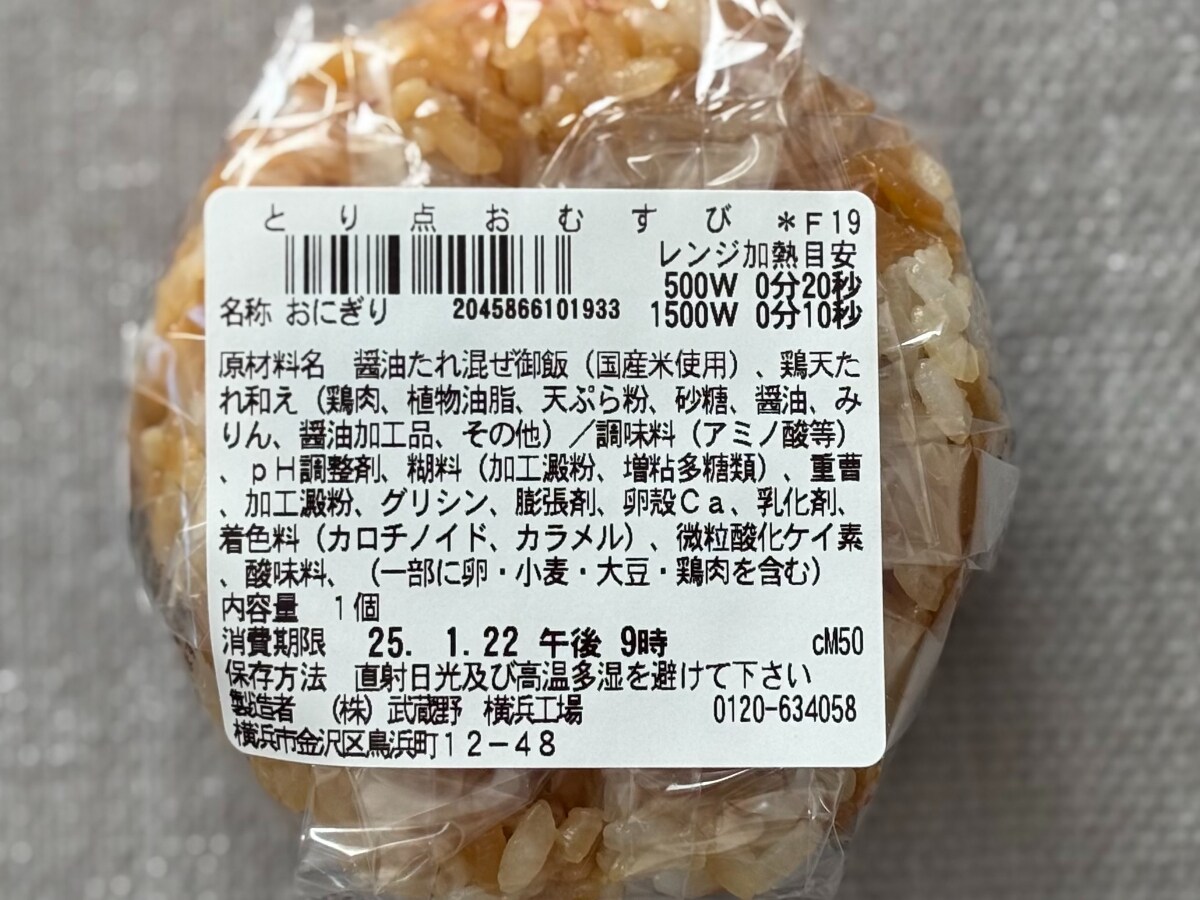 とり点おむすび ＊F19
レンジ加熱目安
500W 0分20秒
名称 おにぎり 2045866101933 1500W 0分10秒
原材料名 醤油たれ混ぜ御飯（国産米使用）、鶏天た
れ和え（鶏肉、植物油脂、天ぷら粉、砂糖、醤油、み
りん、醤油加工品、その他）／調味料（アミノ酸等）
、ｐＨ調整剤、糊料（加工澱粉、増粘多糖類）、重曹
、加工澱粉、グリシン、膨張剤、卵殻Ｃａ、乳化剤、
着色料（カロチノイド、カラメル）、微粒酸化ケイ素
、酸味料、（一部に卵・小麦・大豆・鶏肉を含む）
内容量 １個
消費期限 25. 1.22 午後 9時 cM50
保存方法 直射日光及び高温多湿を避けて下さい
製造者 （株）武蔵野 横浜工場 0120-634058
横浜市金沢区鳥浜町１２－４８